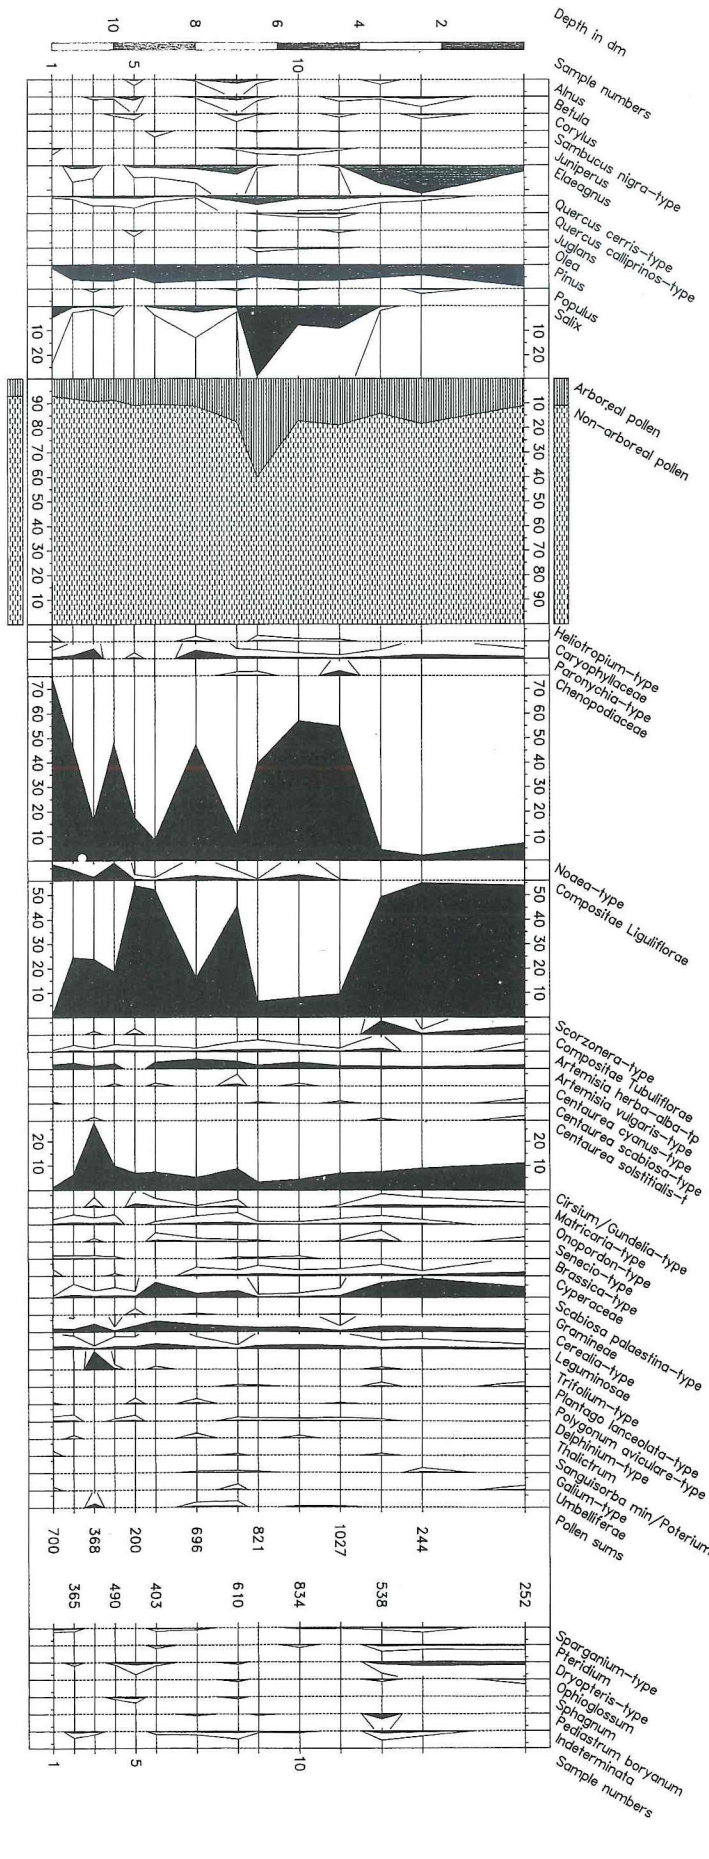 Depth in dm
10
8
6
4
2
Sample numbers
1
5
10
Alnus
Betula
Corylus
Sambucus nigra-type
Juniperus
Elaeagnus
Quercus cerris-type
Quercus calliprinos-type
Juglans
Olea
Pinus
Populus
Salix
10 20
10 20
Arboreal pollen
Non-arboreal pollen
90 80 70 60 50 40 30 20 10
10 20 30 40 50 60 70 80 90
Heliotropium-type
Caryophyllaceae
Paronychia-type
Chenopodiaceae
70 60 50 40 30 20 10
70 60 50 40 30 20 10
Noaea-type
Compositae Liguliflorae
50 40 30 20 10
50 40 30 20 10
Scorzonera-type
Compositae Tubuliflorae
Artemisia herba-alba-tp
Artemisia vulgaris-type
Centaurea cyanus-type
Centaurea scabiosa-type
Centaurea solstitialis-t
20 10
20 10
Cirsium/Gundelia-type
Matricaria-type
Onopordon-type
Senecio-type
Brassica-type
Cyperaceae
Scabiosa palaestina-type
Gramineae
Cerealia-type
Leguminosae
Trifolium-type
Plantago lanceolata-type
Polygonum aviculare-type
Delphinium-type
Thalictrum
Sanguisorba min/Poterium
Galium-type
Umbelliferae
Pollen sums
700
368
200
696
821
1027
244
365
490
403
610
834
538
252
Sparganium-type
Pteridium
Dryopteris-type
Ophioglossum
Sphagnum
Pediastrum boryanum
Indeterminata
Sample numbers
1
5
10